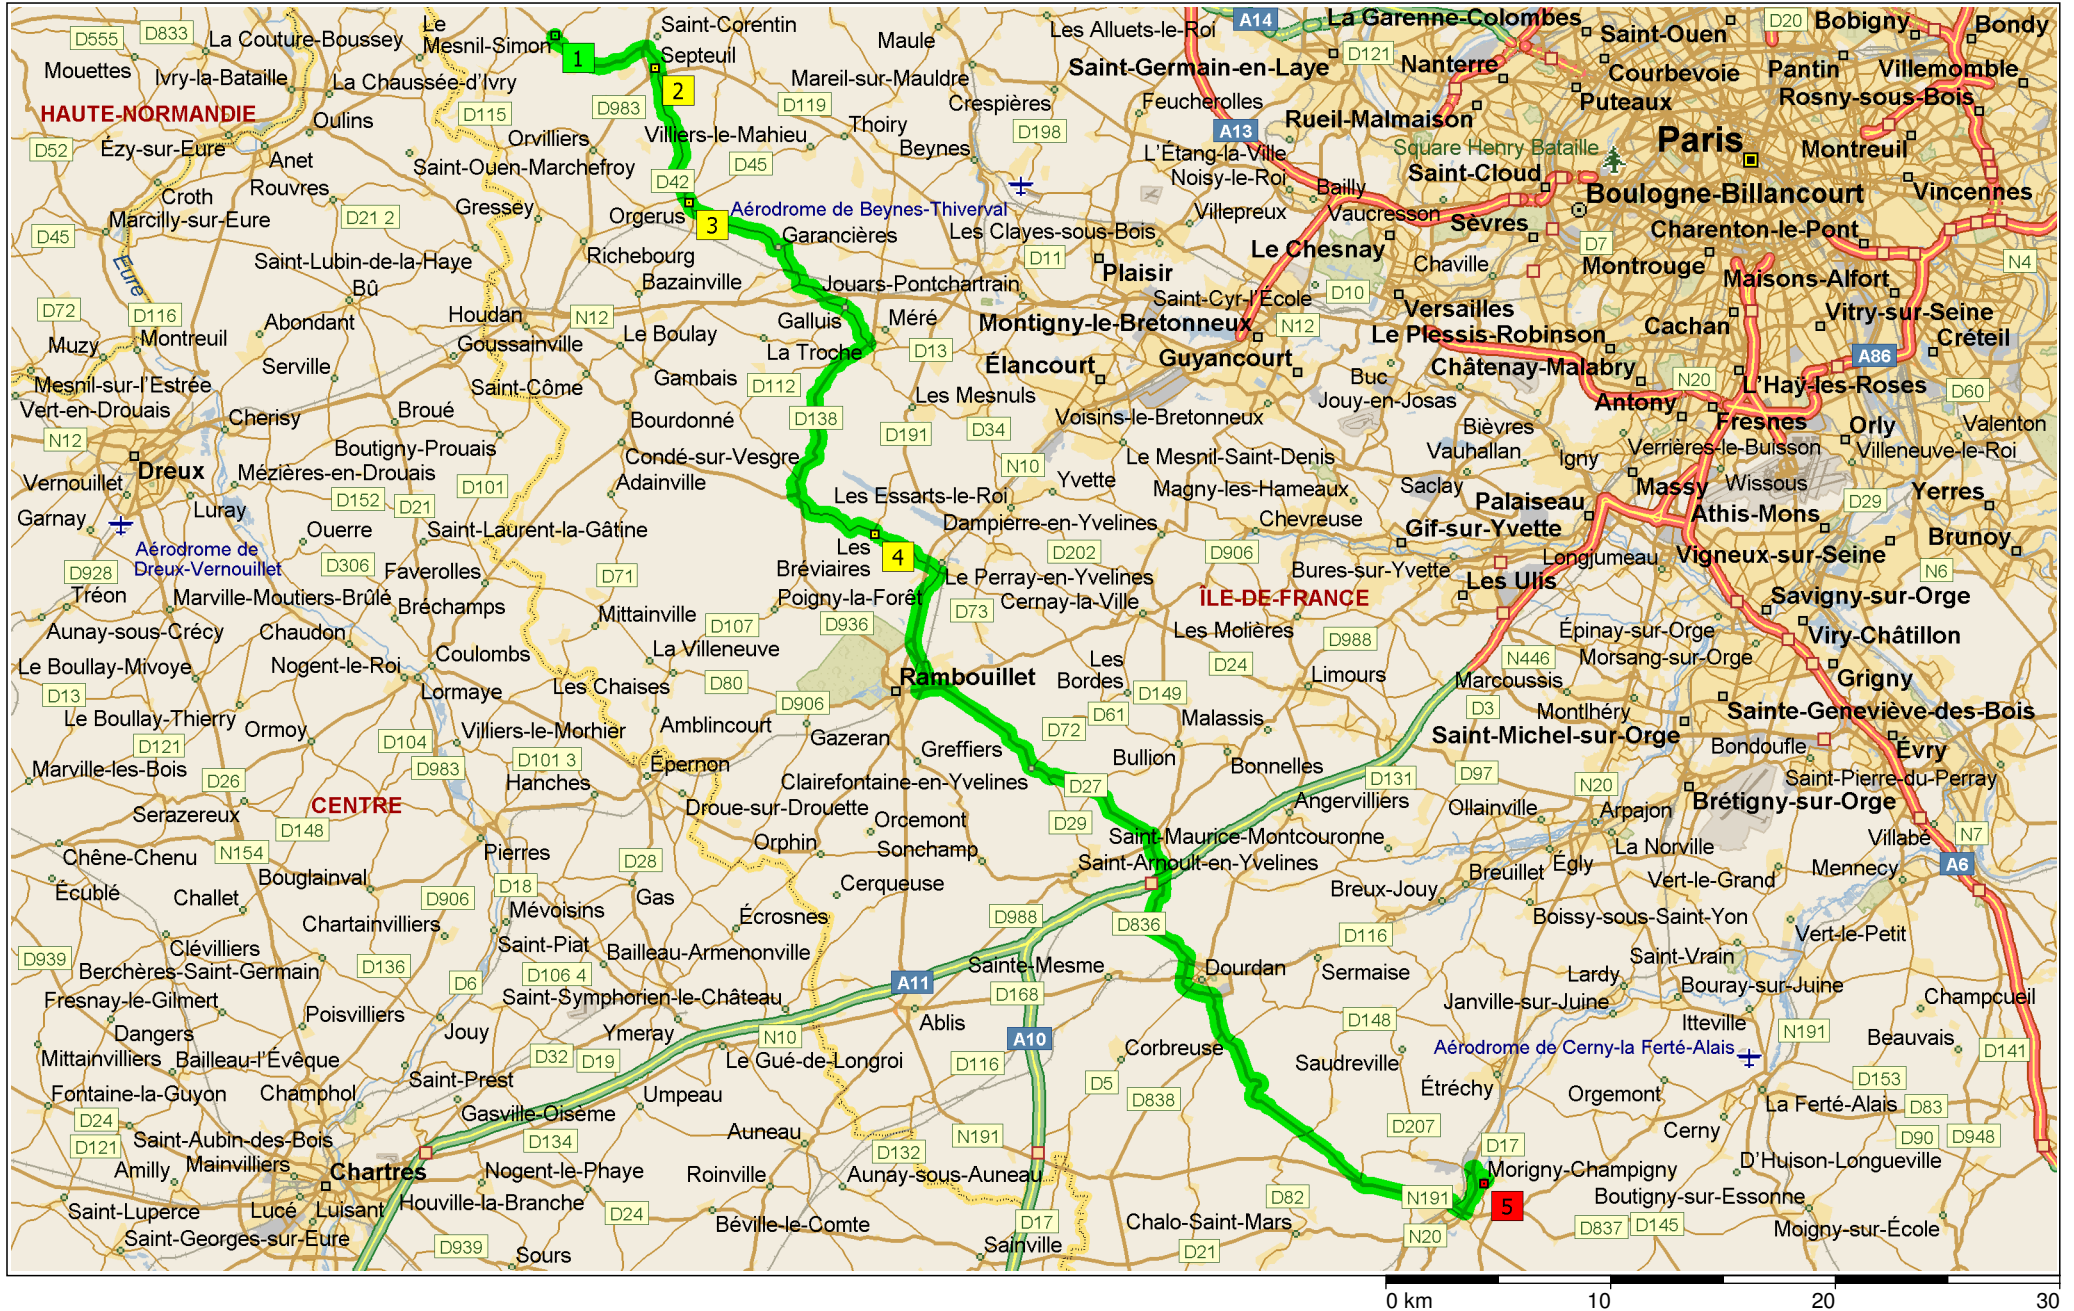 Le
Mesnil-Simon
Saint-Corentin
Septeuil
Maule
Les Alluets-le-Roi
A14
La Garenne-Colombes
D20
Bobigny
Bondy
D555
D833
La Couture-Boussey
Saint-Ouen
Mouettes
Ivry-la-Bataille
La Chaussée-d'Ivry
1
2
Mareil-sur-Mauldre
Saint-Germain-en-Laye
D121
Nanterre
Courbevoie
Pantin
Villemomble
HAUTE-NORMANDIE
D115
D983
D119
Crespières
Feucherolles
Puteaux
Rosny-sous-Bois
Oulins
Orvilliers
Villiers-le-Mahieu
Thoiry
D198
A13
Rueil-Malmaison
Paris
D52
Ézy-sur-Eure
Anet
Saint-Ouen-Marchefroy
D45
Beynes
L'Étang-la-Ville
Square Henry Bataille
Montreuil
Croth
Rouvres
D42
Noisy-le-Roi
Bailly
Saint-Cloud
Boulogne-Billancourt
Vincennes
Marcilly-sur-Eure
D21 2
Gressey
Orgerus
3
Aérodrome de Beynes-Thiverval
Villepreux
Vaucresson
Sèvres
D45
Garancières
Les Clayes-sous-Bois
Charenton-le-Pont
Eure
Saint-Lubin-de-la-Haye
Richebourg
D11
Le Chesnay
D7
N4
Bû
Bazainville
Jouars-Pontchartrain
Plaisir
Chaville
Montrouge
Maisons-Alfort
D72
D116
Abondant
Houdan
N12
Galluis
Méré
Saint-Cyr-l'École
D10
Versailles
Vitry-sur-Seine
Muzy
Montreuil
Goussainville
Le Boulay
La Troche
Montigny-le-Bretonneux
N12
Le Plessis-Robinson
Cachan
Créteil
Serville
D13
Élancourt
Guyancourt
Châtenay-Malabry
A86
Mesnil-sur-l'Estrée
Saint-Côme
Gambais
D112
Buc
N20
L'Haÿ-les-Roses
D60
Vert-en-Drouais
Cherisy
Broué
Bourdonné
D138
Les Mesnuls
Voisins-le-Bretonneux
Jouy-en-Josas
Antony
Fresnes
Orly
Valenton
N12
Boutigny-Prouais
D191
D34
Bièvres
Verrières-le-Buisson
Villeneuve-le-Roi
Dreux
Mézières-en-Drouais
Condé-sur-Vesgre
N10
Le Mesnil-Saint-Denis
Vauhallan
Igny
Vernouillet
D152
D21
D101
Adainville
Les Essarts-le-Roi
Yvette
Magny-les-Hameaux
Saclay
Massy
Wissous
D29
Yerres
Garnay
Luray
Ouerre
Saint-Laurent-la-Gâtine
Dampierre-en-Yvelines
Chevreuse
Palaiseau
Athis-Mons
Brunoy
Aérodrome de
Dreux-Vernouillet
Les
Bréviaires
4
D202
D906
Gif-sur-Yvette
Longjumeau
Vigneux-sur-Seine
D928
D306
Faverolles
D71
Le Perray-en-Yvelines
Bures-sur-Yvette
Les Ulis
N6
Tréon
Marville-Moutiers-Brûlé
Bréchamps
Mittainville
Poigny-la-Forêt
Cernay-la-Ville
ÎLE-DE-FRANCE
Savigny-sur-Orge
Aunay-sous-Crécy
Chaudon
D107
D936
D73
Les Molières
D988
Épinay-sur-Orge
Viry-Châtillon
Le Boullay-Mivoye
Nogent-le-Roi
Coulombs
La Villeneuve
Rambouillet
Les
Bordes
D24
Limours
N446
Morsang-sur-Orge
Grigny
D13
Lormaye
Les Chaises
D80
D149
Marcoussis
Le Boullay-Thierry
Ormoy
Villiers-le-Morhier
Amblincourt
D906
D61
Malassis
D3
Montlhéry
Sainte-Geneviève-des-Bois
D121
D104
Gazeran
Greffiers
D72
Bullion
Saint-Michel-sur-Orge
Bondoufle
Évry
Marville-les-Bois
D26
D983
D101 3
Hanches
Épernon
Clairefontaine-en-Yvelines
D27
Bonnelles
D131
D97
N20
Saint-Pierre-du-Perray
Serazereux
CENTRE
Droue-sur-Drouette
Orcemont
D29
Angervilliers
Ollainville
Arpajon
Brétigny-sur-Orge
D148
Orphin
Sonchamp
Saint-Maurice-Montcouronne
Villabé
N7
Chêne-Chenu
N154
Pierres
D28
Saint-Arnoult-en-Yvelines
Égly
La Norville
A6
Écublé
Challet
Bouglainval
D906
D18
Gas
Cerqueuse
Breux-Jouy
Breuillet
Vert-le-Grand
Mennecy
Chartainvilliers
Mévoisins
Écrosnes
D988
D836
D116
Boissy-sous-Saint-Yon
Vert-le-Petit
D939
Clévilliers
Saint-Piat
Bailleau-Armenonville
Sainte-Mesme
Dourdan
Sermaise
Saint-Vrain
Berchères-Saint-Germain
D136
D6
D106 4
A11
D168
Lardy
Bouray-sur-Juine
Fresnay-le-Gilmert
Poisvilliers
Saint-Symphorien-le-Château
Ablis
Janville-sur-Juine
Champcueil
Dangers
Jouy
Ymeray
N10
A10
D148
Itteville
N191
Beauvais
Mittainvilliers
Bailleau-l'Évêque
D32
D19
Le Gué-de-Longroi
D116
Corbreuse
Saudreville
Aérodrome de Cerny-la Ferté-Alais
D141
Fontaine-la-Guyon
Champhol
Saint-Prest
Umpeau
D5
D838
Étréchy
Orgemont
D153
La Ferté-Alais
D83
D24
Gasville-Oisème
D121
Saint-Aubin-des-Bois
D134
Auneau
N191
D207
D17
Cerny
D90
D948
Amilly
Mainvilliers
Chartres
Nogent-le-Phaye
Roinville
D132
Aunay-sous-Auneau
Morigny-Champigny
D'Huison-Longueville
Saint-Luperce
Lucé
Luisant
Houville-la-Branche
D24
Béville-le-Comte
D17
D82
N191
5
Boutigny-sur-Essonne
Saint-Georges-sur-Eure
D939
Sours
Sainville
Chalo-Saint-Mars
D21
N20
D837
D145
Moigny-sur-École
0 km
10
20
30